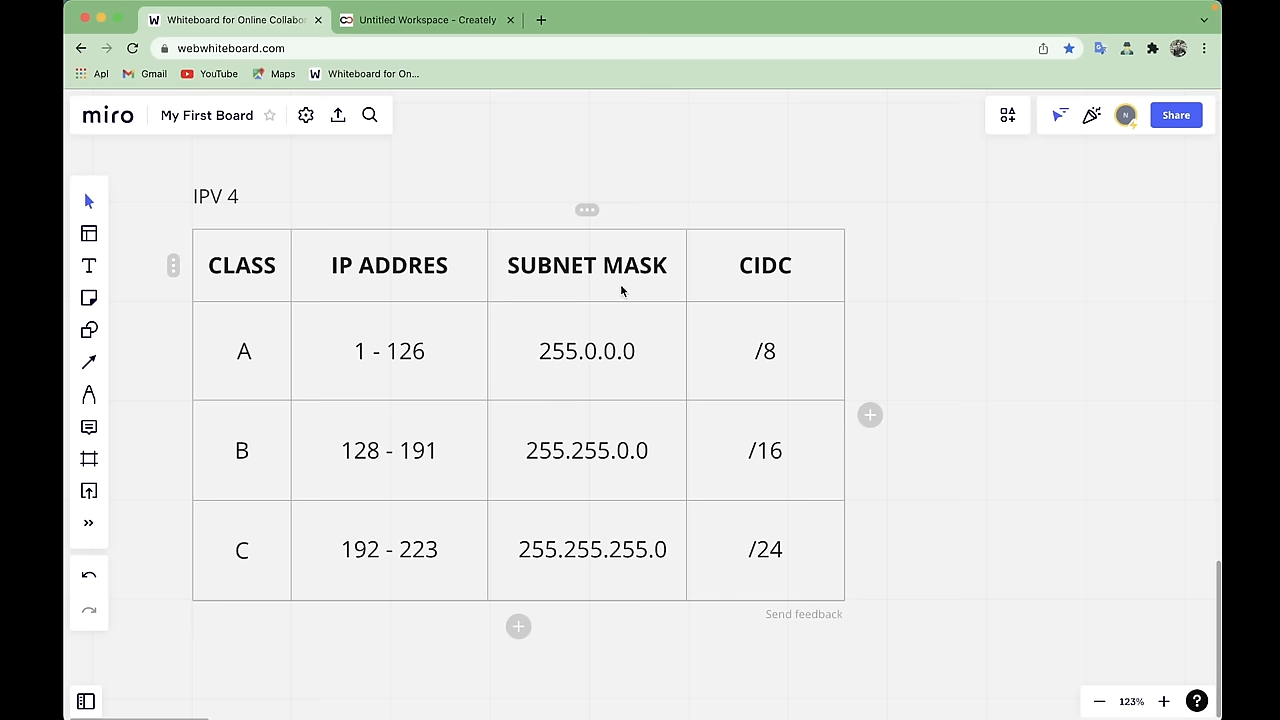 Whiteboard for Online Collabor
Untitled Workspace - Creately
webwhiteboard.com
Apl
Gmail
YouTube
Maps
Whiteboard for On...
miro
My First Board
N
Share
IPV 4
CLASS IP ADDRES SUBNET MASK CIDC
A 1 - 126 255.0.0.0 /8
B 128 - 191 255.255.0.0 /16
C 192 - 223 255.255.255.0 /24
Send feedback
123%